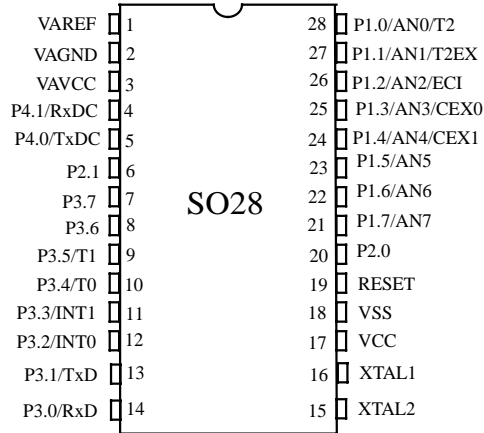 VAREF 1 28 P1.0/AN0/T2
VAGND 2 27 P1.1/AN1/T2EX
VAVCC 3 26 P1.2/AN2/ECI
P4.1/RxDC 4 25 P1.3/AN3/CEX0
P4.0/TxDC 5 24 P1.4/AN4/CEX1
P2.1 6 23 P1.5/AN5
P3.7 7 22 P1.6/AN6
SO28
P3.6 8 21 P1.7/AN7
P3.5/T1 9 20 P2.0
P3.4/T0 10 19 RESET
P3.3/INT1 11 18 VSS
P3.2/INT0 12 17 VCC
P3.1/TxD 13 16 XTAL1
P3.0/RxD 14 15 XTAL2